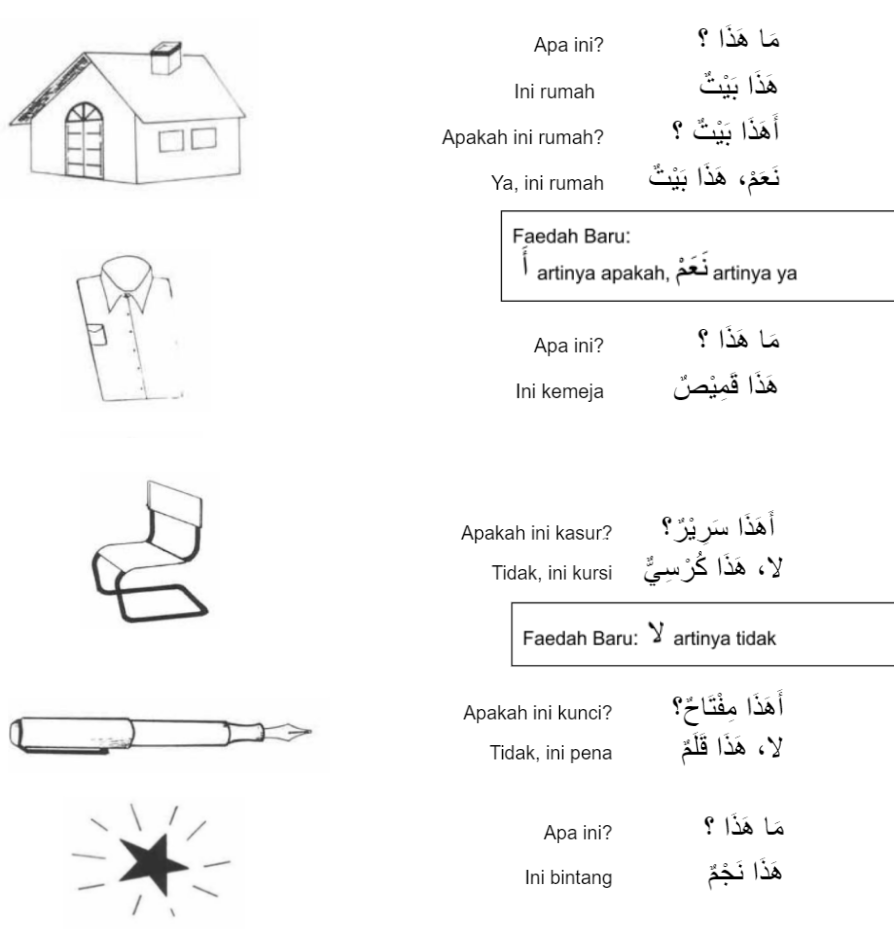 Apa ini? مَا هَذَا ؟
Ini rumah هَذَا بَيْتٌ
Apakah ini rumah? أَهَذَا بَيْتٌ ؟
Ya, ini rumah نَعَمْ، هَذَا بَيْتٌ
Faedah Baru:
أَ artinya apakah, نَعَمْ artinya ya
Apa ini? مَا هَذَا ؟
Ini kemeja هَذَا قَمِيْصٌ
Apakah ini kasur? أَهَذَا سَرِيْرٌ؟
Tidak, ini kursi لا، هَذَا كُرْسِيٌّ
Faedah Baru: لا artinya tidak
Apakah ini kunci? أَهَذَا مِفْتَاحٌ؟
Tidak, ini pena لا، هَذَا قَلَمٌ
Apa ini? مَا هَذَا ؟
Ini bintang هَذَا نَجْمٌ